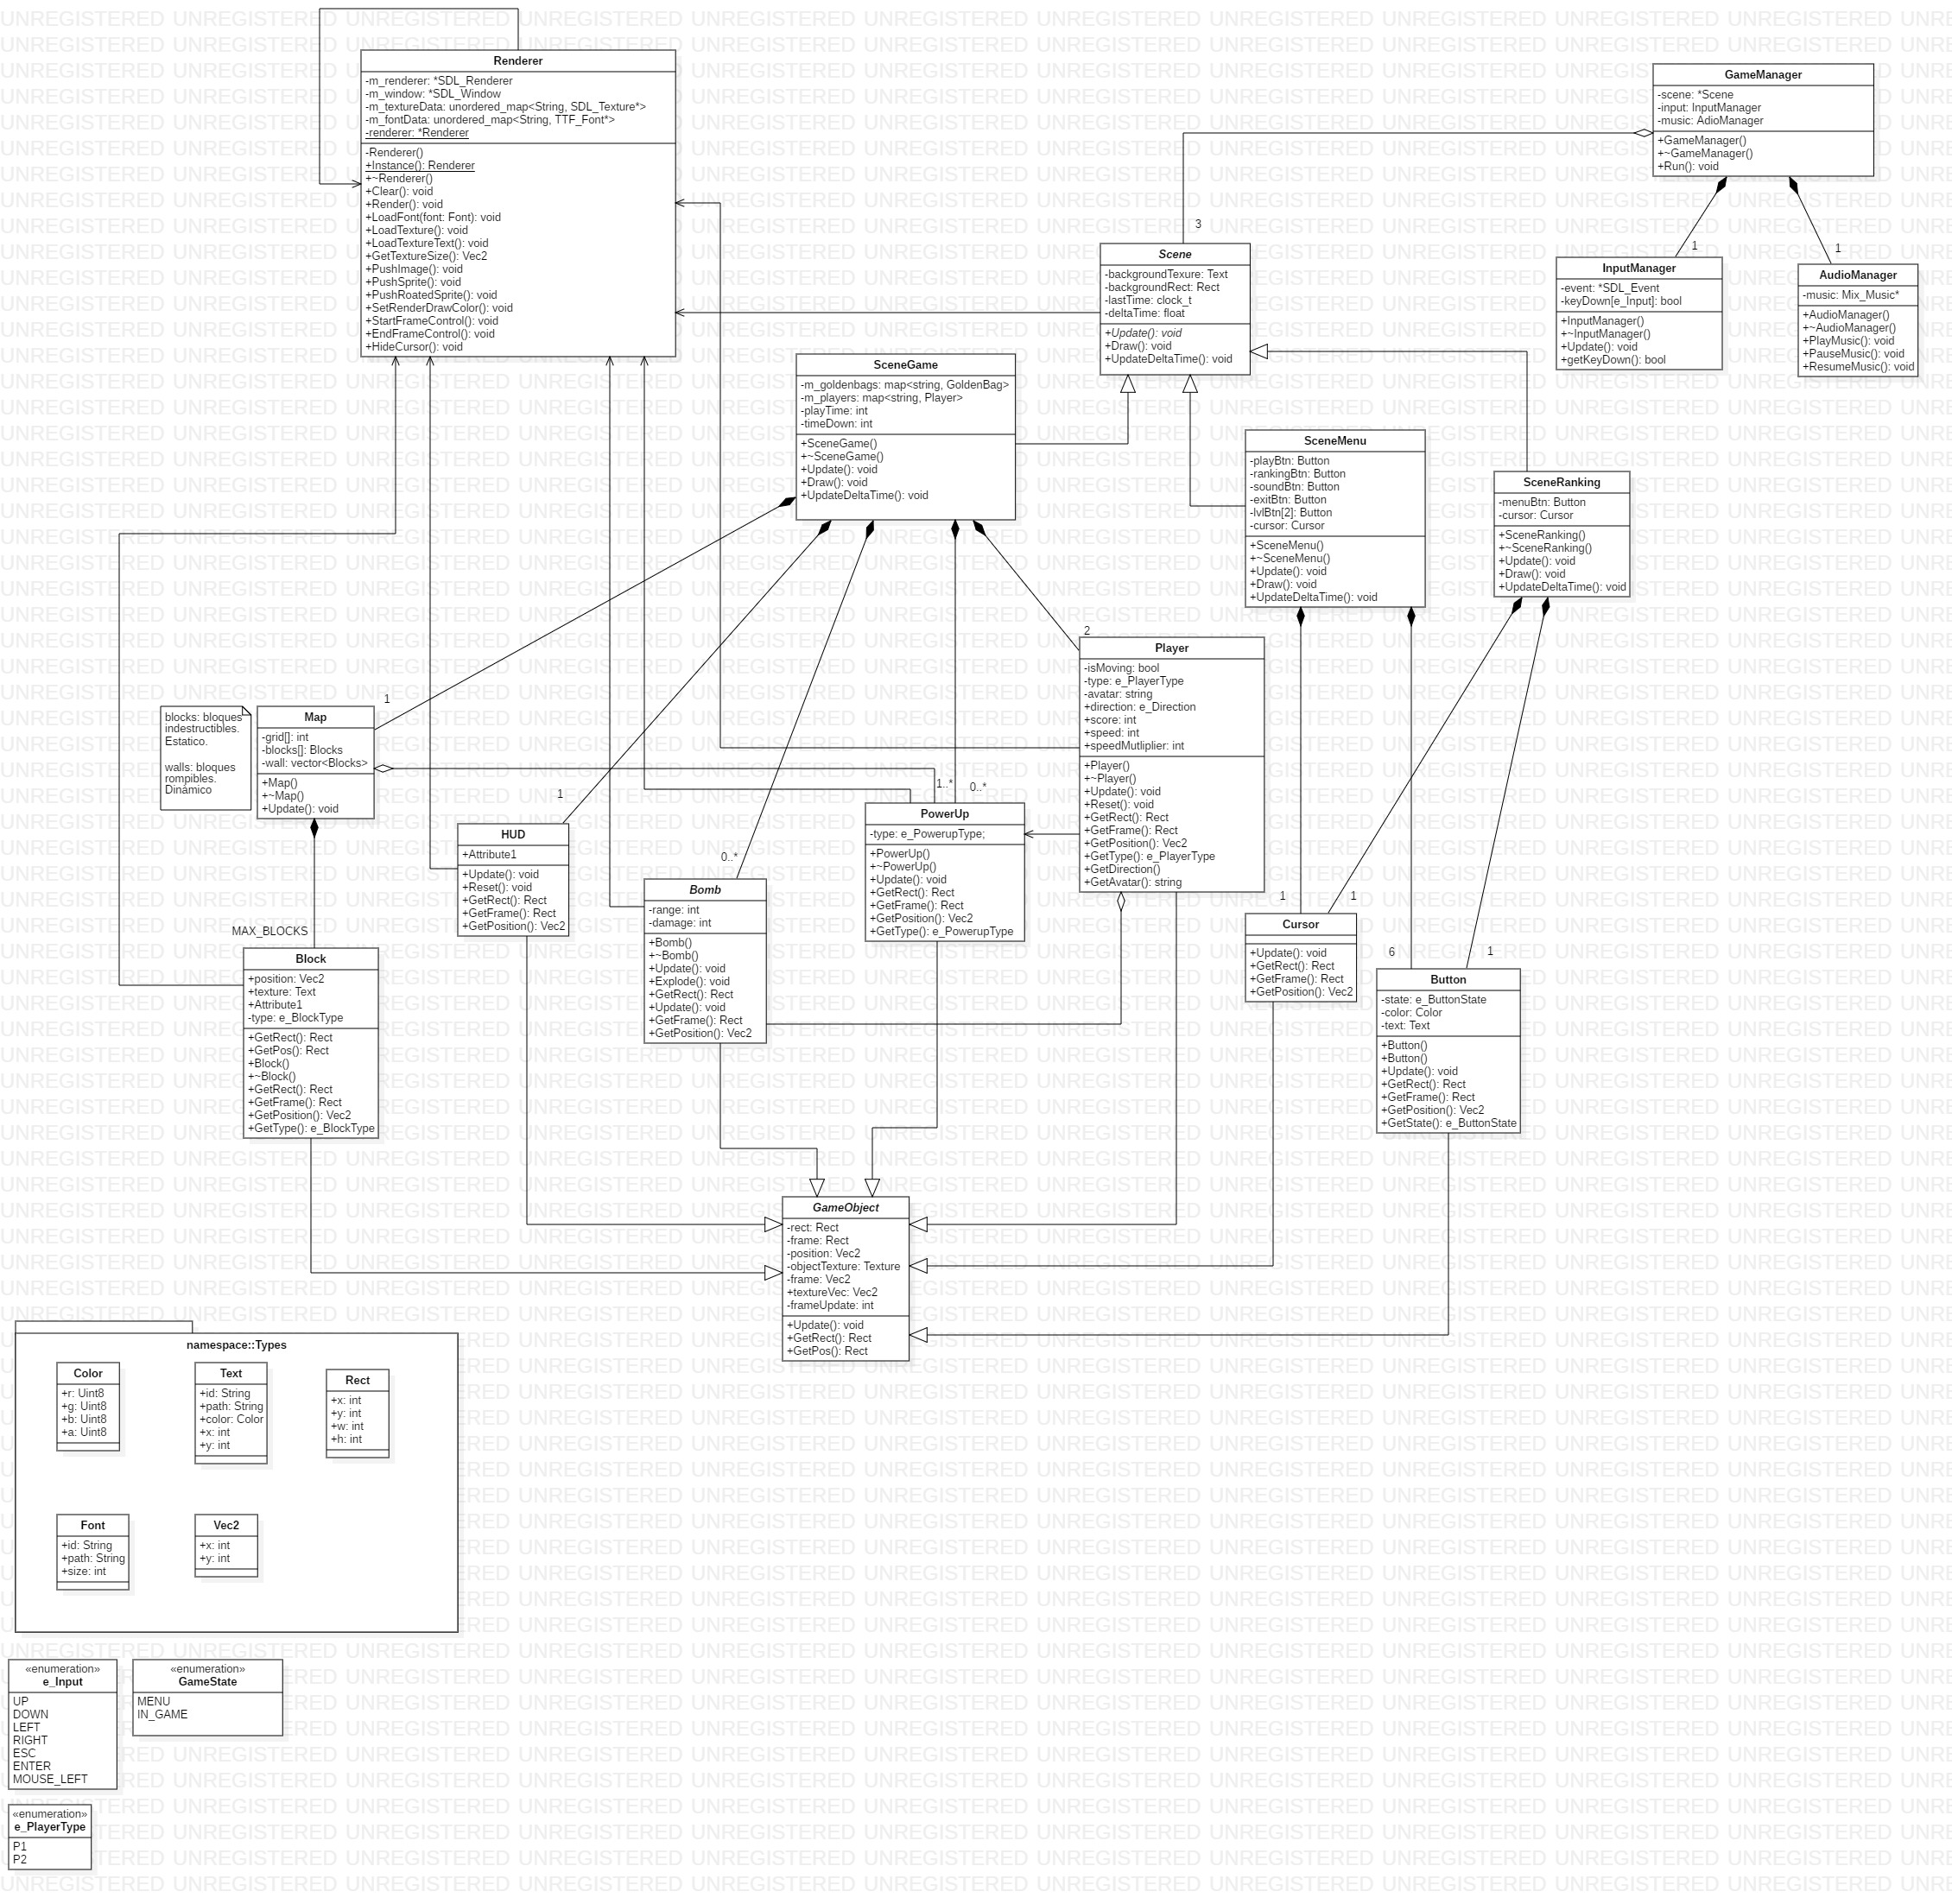 Renderer
-m_renderer: *SDL_Renderer
-m_window: *SDL_Window
-m_textureData: unordered_map<String, SDL_Texture*>
-m_fontData: unordered_map<String, TTF_Font*>
-renderer: *Renderer
-Renderer()
+Instance(): Renderer
+~Renderer()
+Clear(): void
+Render(): void
+LoadFont(font: Font): void
+LoadTexture(): void
+LoadTextureText(): void
+GetTextureSize(): Vec2
+PushImage(): void
+PushSprite(): void
+PushRoatedSprite(): void
+SetRenderDrawColor(): void
+StartFrameControl(): void
+EndFrameControl(): void
+HideCursor(): void
GameManager
-scene: *Scene
-input: InputManager
-music: AdioManager
+GameManager()
+~GameManager()
+Run(): void
3
1
1
Scene
-backgroundTexure: Text
-backgroundRect: Rect
-lastTime: clock_t
-deltaTime: float
+Update(): void
+Draw(): void
+UpdateDeltaTime(): void
InputManager
-event: *SDL_Event
-keyDown[e_Input]: bool
+InputManager()
+~InputManager()
+Update(): void
+getKeyDown(): bool
AudioManager
-music: Mix_Music*
+AudioManager()
+~AudioManager()
+PlayMusic(): void
+PauseMusic(): void
+ResumeMusic(): void
SceneGame
-m_goldenbags: map<string, GoldenBag>
-m_players: map<string, Player>
-playTime: int
-timeDown: int
+SceneGame()
+~SceneGame()
+Update(): void
+Draw(): void
+UpdateDeltaTime(): void
SceneMenu
-playBtn: Button
-rankingBtn: Button
-soundBtn: Button
-exitBtn: Button
-lvlBtn[2]: Button
-cursor: Cursor
+SceneMenu()
+~SceneMenu()
+Update(): void
+Draw(): void
+UpdateDeltaTime(): void
SceneRanking
-menuBtn: Button
-cursor: Cursor
+SceneRanking()
+~SceneRanking()
+Update(): void
+Draw(): void
+UpdateDeltaTime(): void
2
Player
-isMoving: bool
-type: e_PlayerType
-avatar: string
+direction: e_Direction
+score: int
+speed: int
+speedMutliplier: int
+Player()
+~Player()
+Update(): void
+Reset(): void
+GetRect(): Rect
+GetFrame(): Rect
+GetPosition(): Vec2
+GetType(): e_PlayerType
+GetDirection()
+GetAvatar(): string
1
blocks: bloques
indestructibles.
Estatico.
walls: bloques
rompibles.
Dinámico
Map
-grid[]: int
-blocks[]: Blocks
-wall: vector<Blocks>
+Map()
+~Map()
+Update(): void
1
1..*
0..*
0..*
HUD
+Attribute1
+Update(): void
+Reset(): void
+GetRect(): Rect
+GetFrame(): Rect
+GetPosition(): Vec2
Bomb
-range: int
-damage: int
+Bomb()
+~Bomb()
+Update(): void
+Explode(): void
+GetRect(): Rect
+Update(): void
+GetFrame(): Rect
+GetPosition(): Vec2
PowerUp
-type: e_PowerupType;
+PowerUp()
+~PowerUp()
+Update(): void
+GetRect(): Rect
+GetFrame(): Rect
+GetPosition(): Vec2
+GetType(): e_PowerupType
1
1
6
1
Cursor
+Update(): void
+GetRect(): Rect
+GetFrame(): Rect
+GetPosition(): Vec2
Button
-state: e_ButtonState
-color: Color
-text: Text
+Button()
+Button()
+Update(): void
+GetRect(): Rect
+GetFrame(): Rect
+GetPosition(): Vec2
+GetState(): e_ButtonState
MAX_BLOCKS
Block
+position: Vec2
+texture: Text
+Attribute1
-type: e_BlockType
+GetRect(): Rect
+GetPos(): Rect
+Block()
+~Block()
+GetRect(): Rect
+GetFrame(): Rect
+GetPosition(): Vec2
+GetType(): e_BlockType
GameObject
-rect: Rect
-frame: Rect
-position: Vec2
-objectTexture: Texture
-frame: Vec2
+textureVec: Vec2
-frameUpdate: int
+Update(): void
+GetRect(): Rect
+GetPos(): Rect
namespace::Types
Color
+r: Uint8
+g: Uint8
+b: Uint8
+a: Uint8
Text
+id: String
+path: String
+color: Color
+x: int
+y: int
Rect
+x: int
+y: int
+w: int
+h: int
Font
+id: String
+path: String
+size: int
Vec2
+x: int
+y: int
«enumeration»
e_Input
UP
DOWN
LEFT
RIGHT
ESC
ENTER
MOUSE_LEFT
«enumeration»
GameState
MENU
IN_GAME
«enumeration»
e_PlayerType
P1
P2
UNREGISTERED